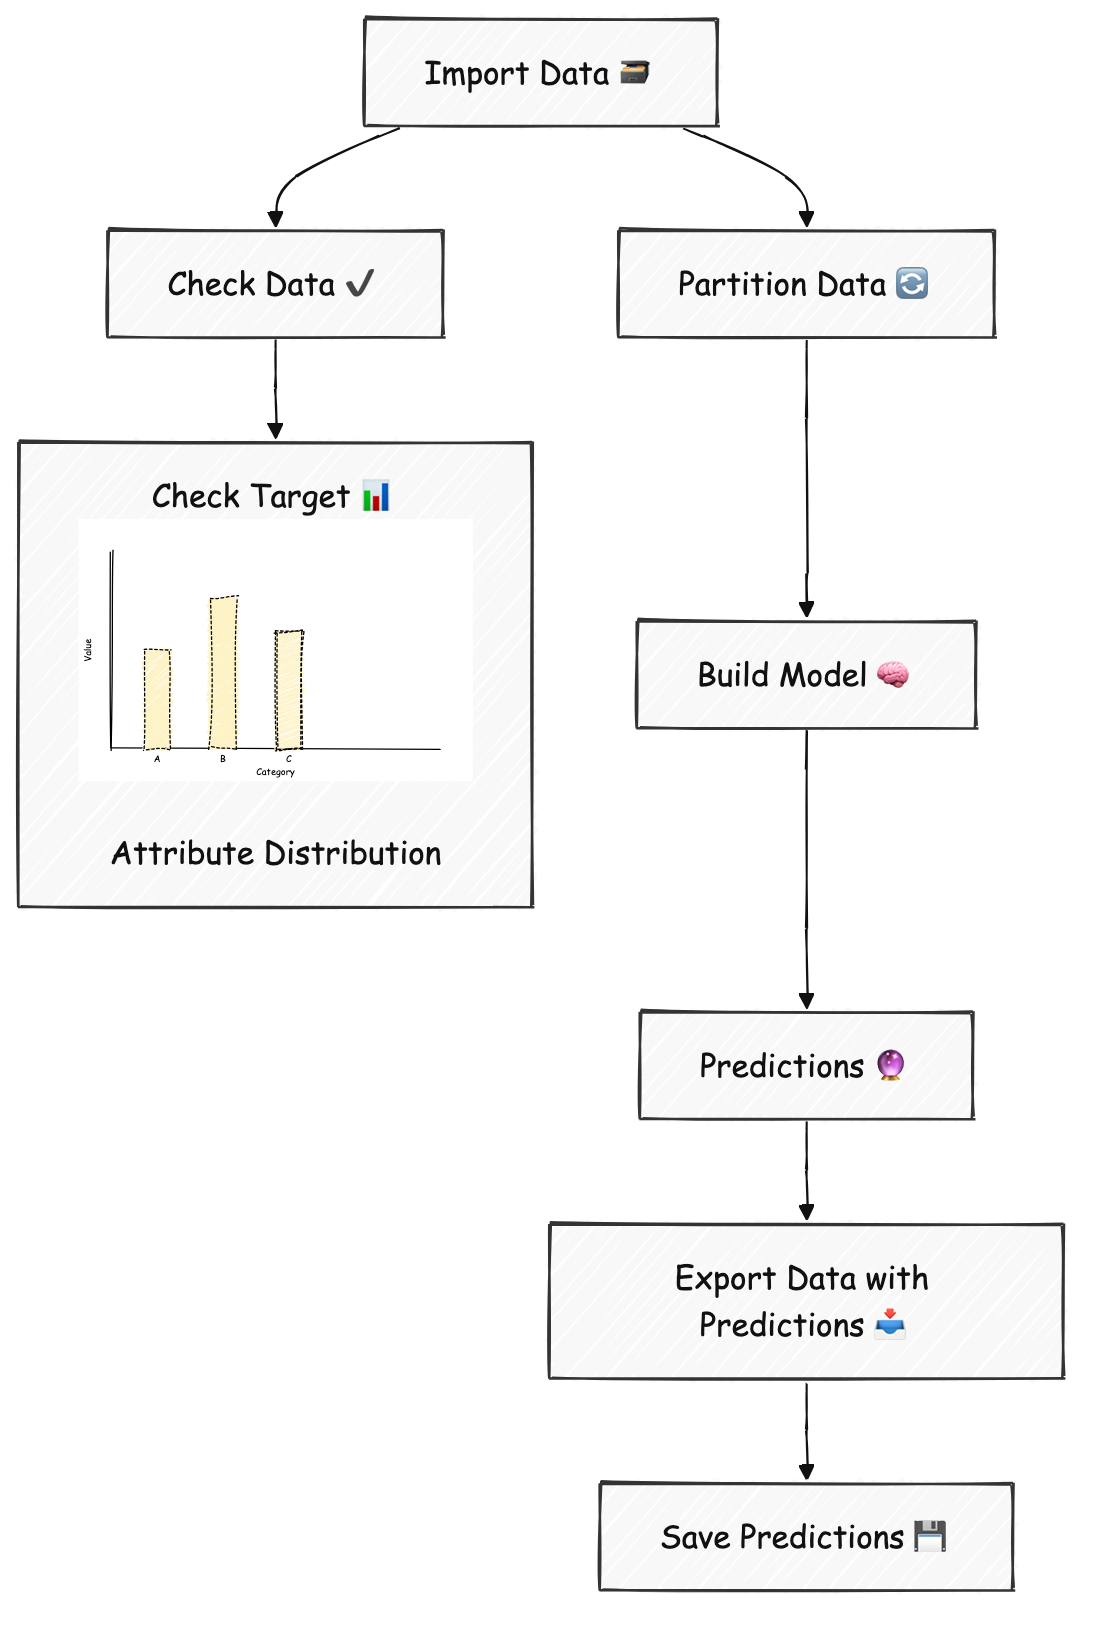 Import Data 🗃️
Check Data ✔️
Partition Data 🔄
Check Target 📊
Value
A B C
Category
Attribute Distribution
Build Model 🧠
Predictions 🔮
Export Data with
Predictions 📥
Save Predictions 💾